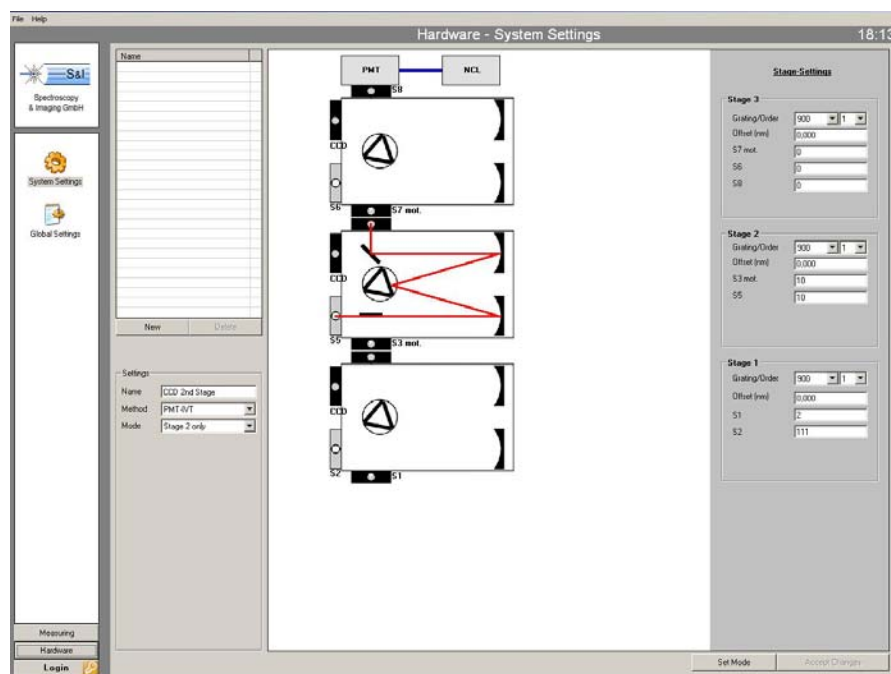 File Help
Hardware - System Settings 18:13
S&I
Spectroscopy
& Imaging GmbH
System Settings
Global Settings
Measuring
Hardware
Login
Name
New Delete
Settings
Name CCD 2nd Stage
Method PMT-IVT
Mode Stage 2 only
PMT NCL
S8
CCD
S6 S7 mot.
CCD
S5 S3 mot.
CCD
S2 S1
Stage-Settings
Stage 3
Grating/Order 900 1
Offset (nm) 0,000
S7 mot. 0
S6 0
S8 0
Stage 2
Grating/Order 900 1
Offset (nm) 0,000
S3 mot. 10
S5 10
Stage 1
Grating/Order 900 1
Offset (nm) 0,000
S1 2
S2 111
Set Mode Accept Changes